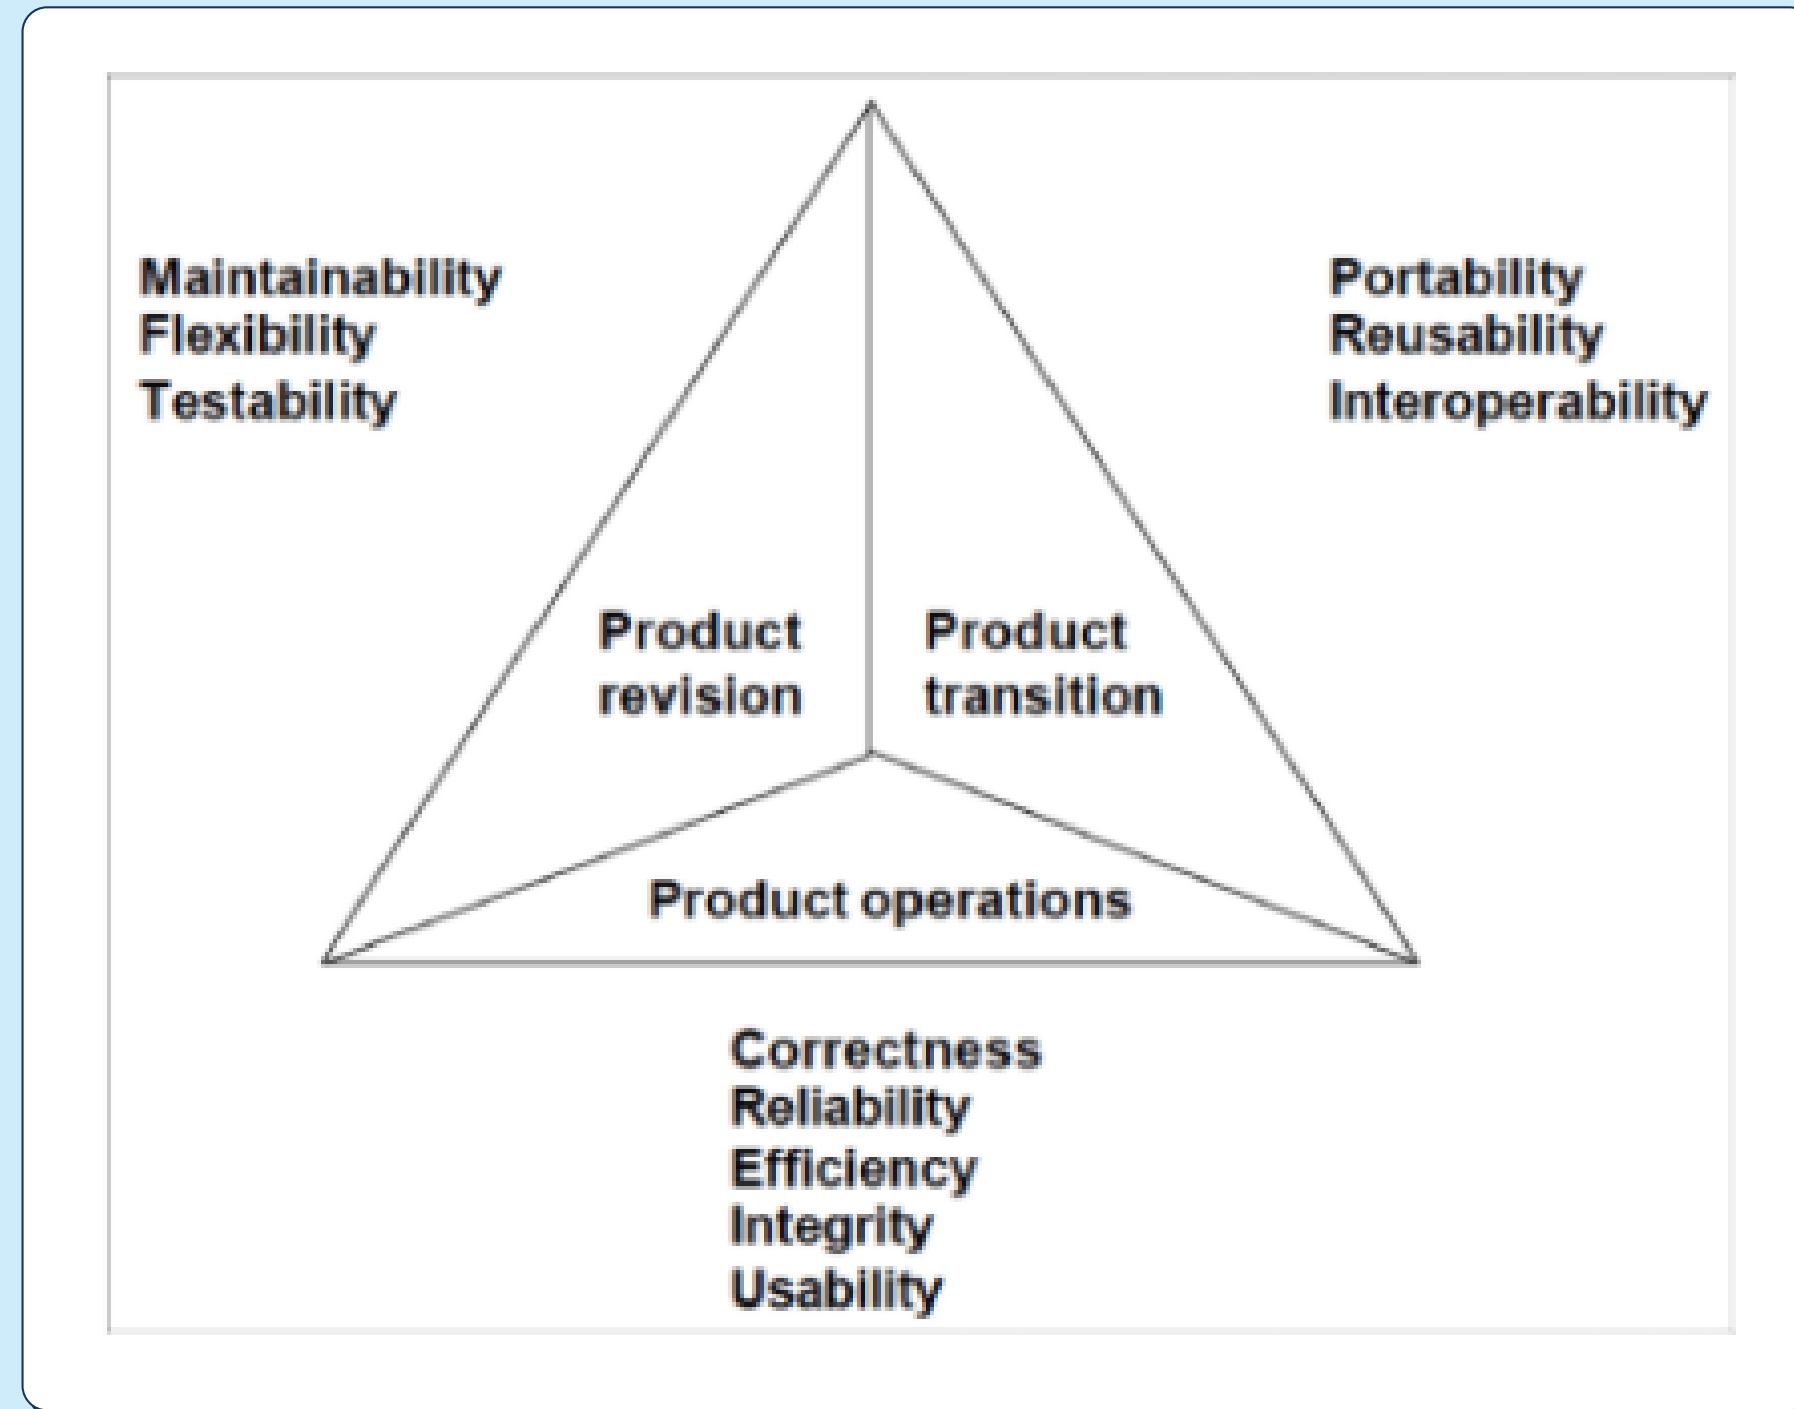 Maintainability
Flexibility
Testability
Portability
Reusability
Interoperability
Product
revision
Product
transition
Product operations
Correctness
Reliability
Efficiency
Integrity
Usability